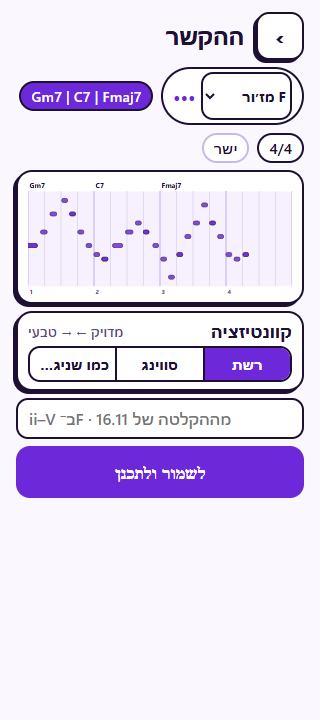 ההקשר
F מז׳ור
Gm7 | C7 | Fmaj7
4/4 ישר
Gm7 C7 Fmaj7
1 2 3 4
קוונטיזציה
מדויק ←→ טבעי
רשת סווינג כמו שניג...
מההקלטה של 16.11 · ii–V ב־F
לשמור ולתכנן